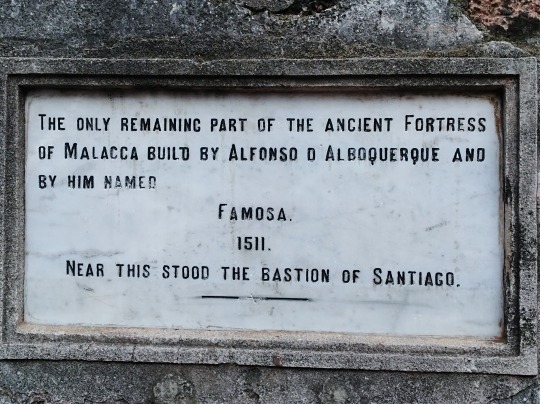 The only remaining part of the ancient Fortress
of Malacca build by Alfonso D Alboquerque and
by him named
Famosa.
1511.
Near this stood the bastion of Santiago.